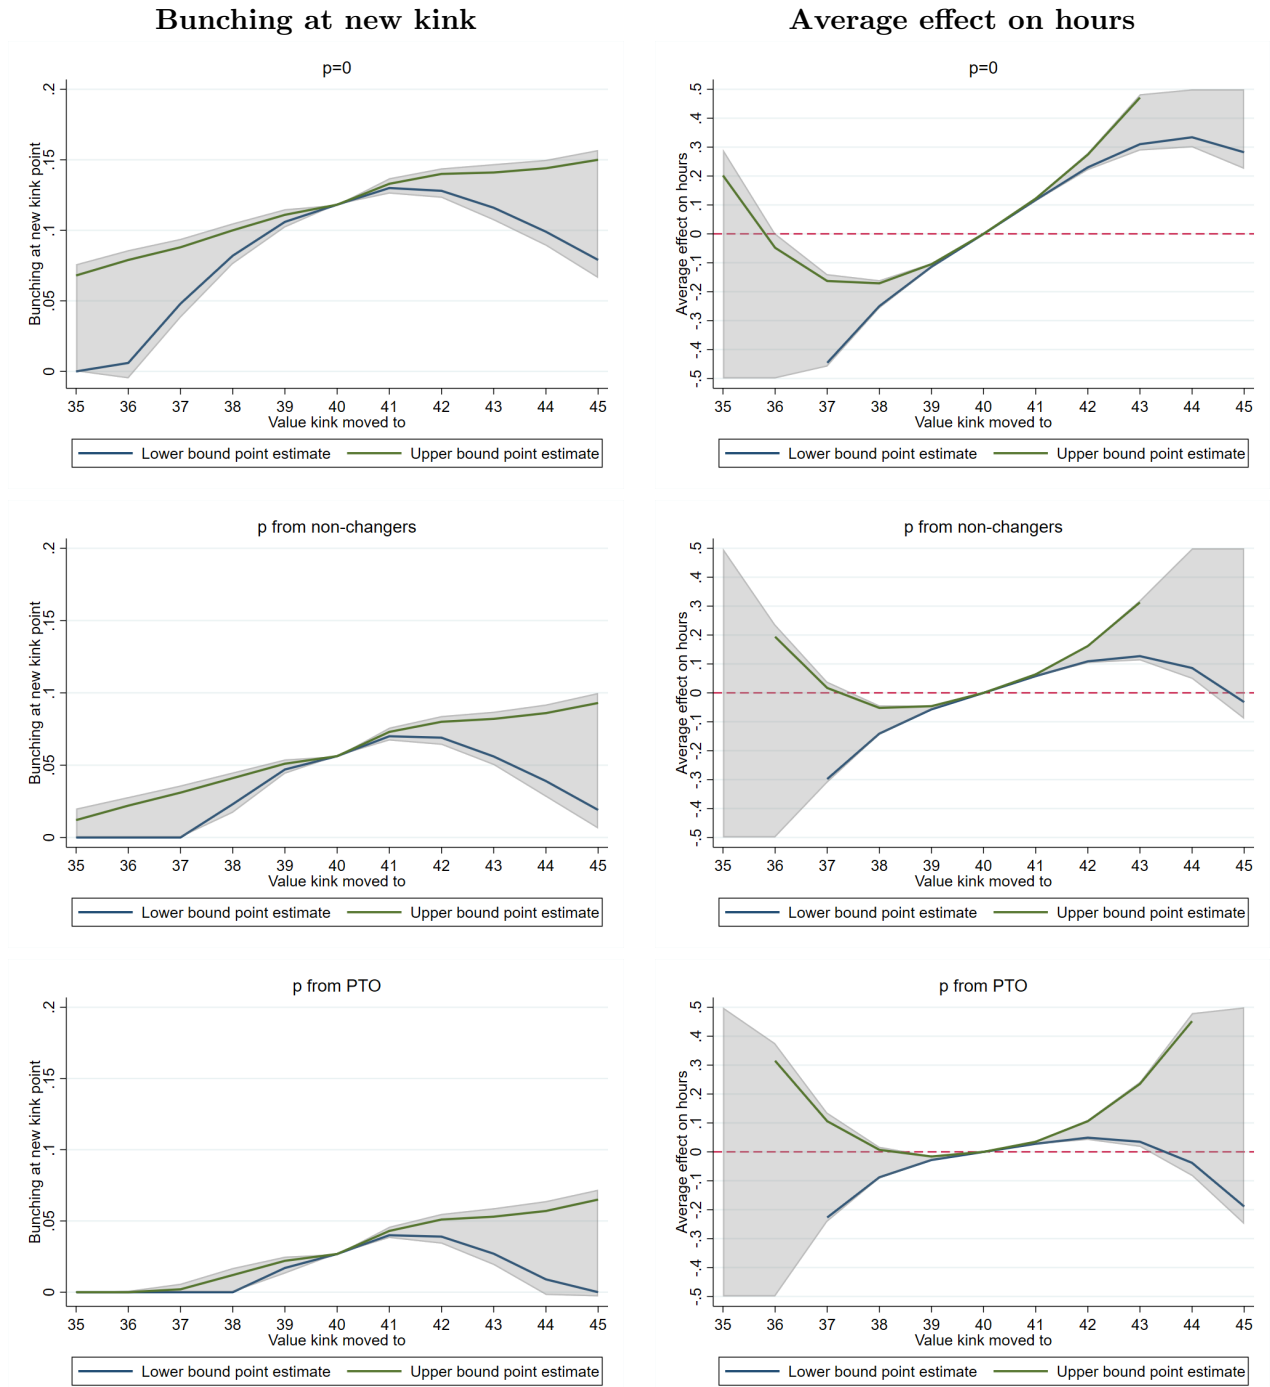 Bunching at new kink
Average effect on hours
p=0
Bunching at new kink point
.2
.15
.1
.05
0
35 36 37 38 39 40 41 42 43 44 45
Value kink moved to
Lower bound point estimate Upper bound point estimate
p=0
Average effect on hours
.5
.4
.3
.2
.1
0
-.1
-.2
-.3
-.4
-.5
35 36 37 38 39 40 41 42 43 44 45
Value kink moved to
Lower bound point estimate Upper bound point estimate
p from non-changers
Bunching at new kink point
.2
.15
.1
.05
0
35 36 37 38 39 40 41 42 43 44 45
Value kink moved to
Lower bound point estimate Upper bound point estimate
p from non-changers
Average effect on hours
.5
.4
.3
.2
.1
0
-.1
-.2
-.3
-.4
-.5
35 36 37 38 39 40 41 42 43 44 45
Value kink moved to
Lower bound point estimate Upper bound point estimate
p from PTO
Bunching at new kink point
.2
.15
.1
.05
0
35 36 37 38 39 40 41 42 43 44 45
Value kink moved to
Lower bound point estimate Upper bound point estimate
p from PTO
Average effect on hours
.5
.4
.3
.2
.1
0
-.1
-.2
-.3
-.4
-.5
35 36 37 38 39 40 41 42 43 44 45
Value kink moved to
Lower bound point estimate Upper bound point estimate